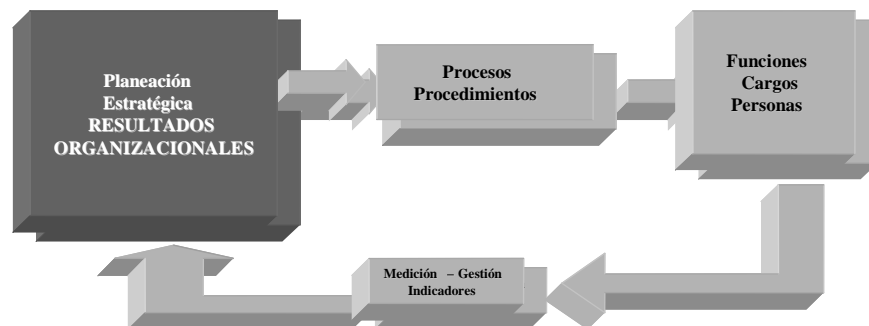 Planeación
Estratégica
RESULTADOS
ORGANIZACIONALES
Procesos
Procedimientos
Funciones
Cargos
Personas
Medición – Gestión
Indicadores